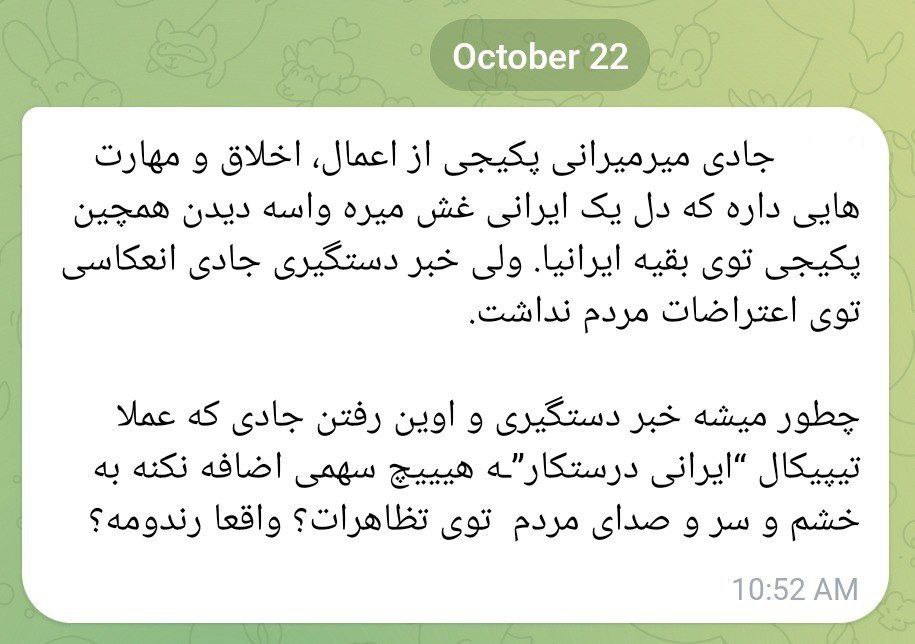 October 22
جادی میرمیرانی پکیجی از اعمال، اخلاق و مهارت
هایی داره که دل یک ایرانی غش میره واسه دیدن همچین
پکیجی توی بقیه ایرانیا. ولی خبر دستگیری جادی انعکاسی
توی اعتراضات مردم نداشت.
چطور میشه خبر دستگیری و اوین رفتن جادی که عملا
تیپیکال “ایرانی درستکار”ـه هیییچ سهمی اضافه نکنه به
خشم و سر و صدای مردم  توی تظاهرات؟ واقعا رندومه؟
10:52 AM